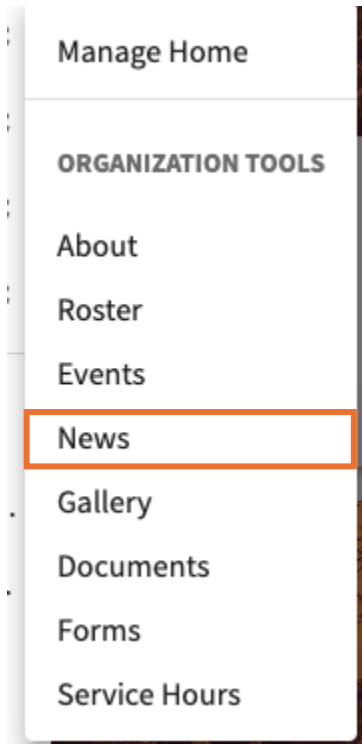 Manage Home
ORGANIZATION TOOLS
About
Roster
Events
News
Gallery
Documents
Forms
Service Hours